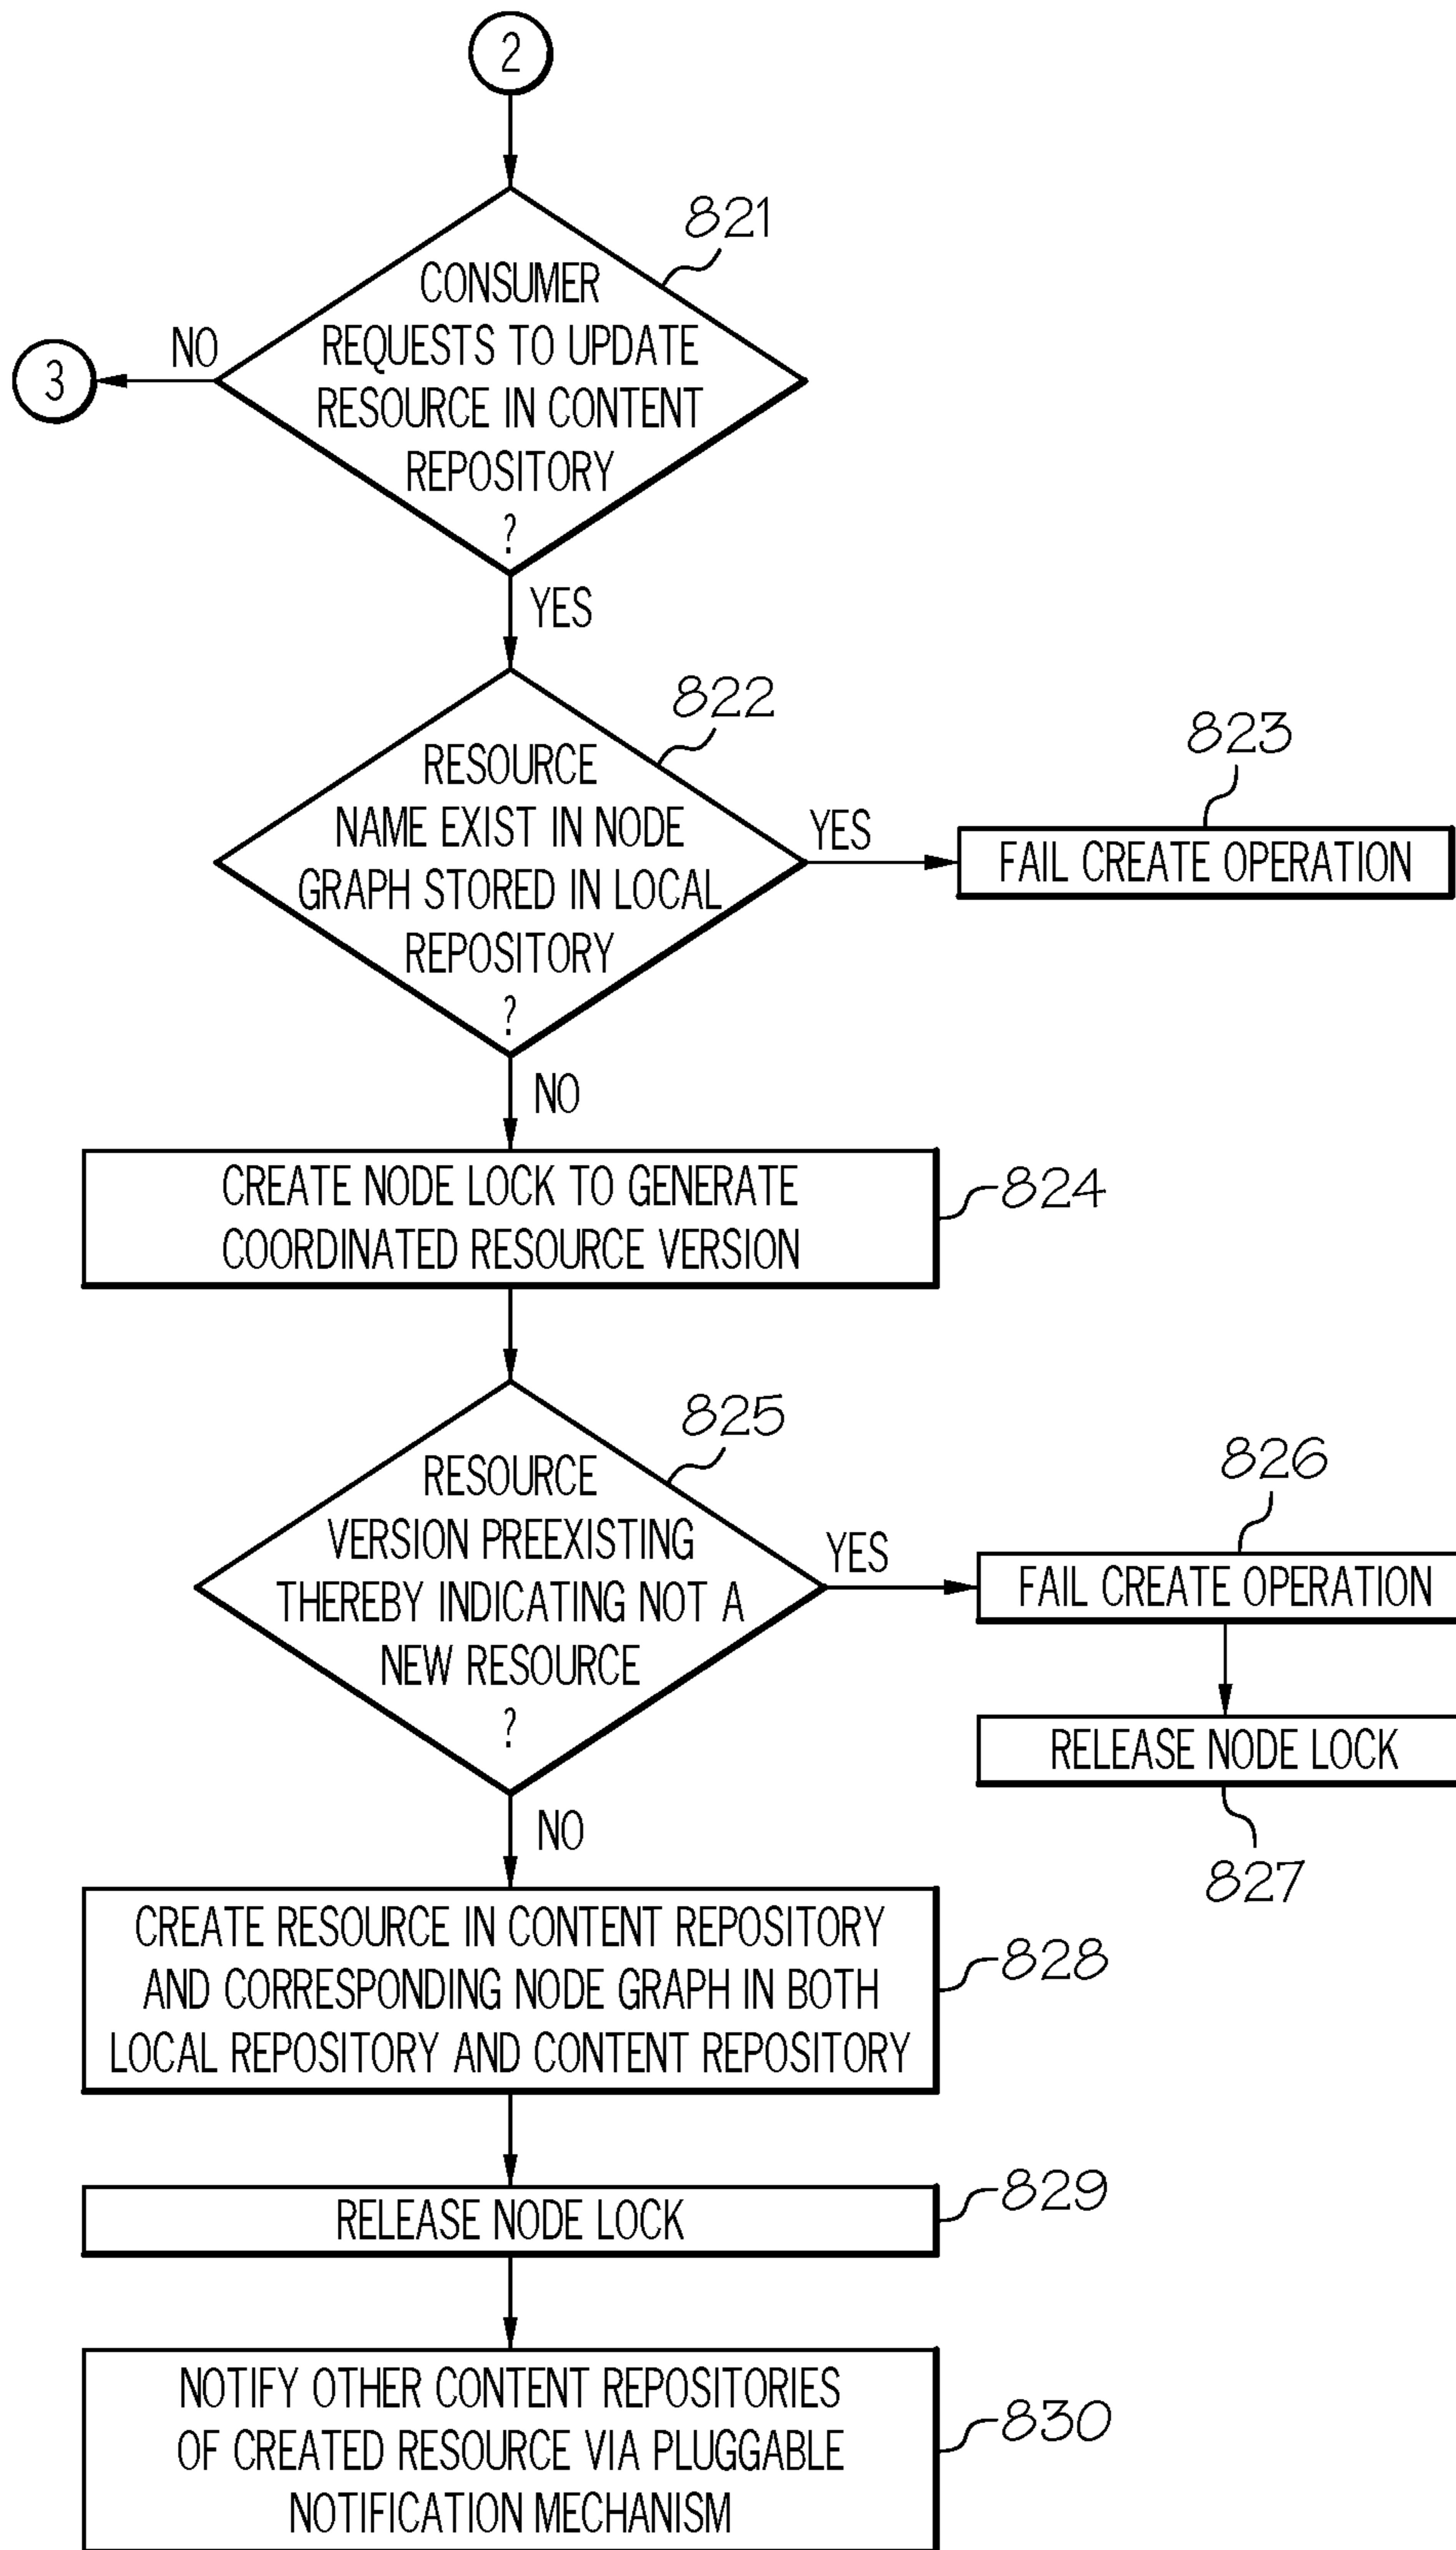 2
821
CONSUMER
REQUESTS TO UPDATE
RESOURCE IN CONTENT
REPOSITORY
?
NO
3
YES
822
RESOURCE
NAME EXIST IN NODE
GRAPH STORED IN LOCAL
REPOSITORY
?
YES
823
FAIL CREATE OPERATION
NO
CREATE NODE LOCK TO GENERATE
COORDINATED RESOURCE VERSION
824
825
RESOURCE
VERSION PREEXISTING
THEREBY INDICATING NOT A
NEW RESOURCE
?
YES
826
FAIL CREATE OPERATION
RELEASE NODE LOCK
827
NO
CREATE RESOURCE IN CONTENT REPOSITORY
AND CORRESPONDING NODE GRAPH IN BOTH
LOCAL REPOSITORY AND CONTENT REPOSITORY
828
RELEASE NODE LOCK
829
NOTIFY OTHER CONTENT REPOSITORIES
OF CREATED RESOURCE VIA PLUGGABLE
NOTIFICATION MECHANISM
830